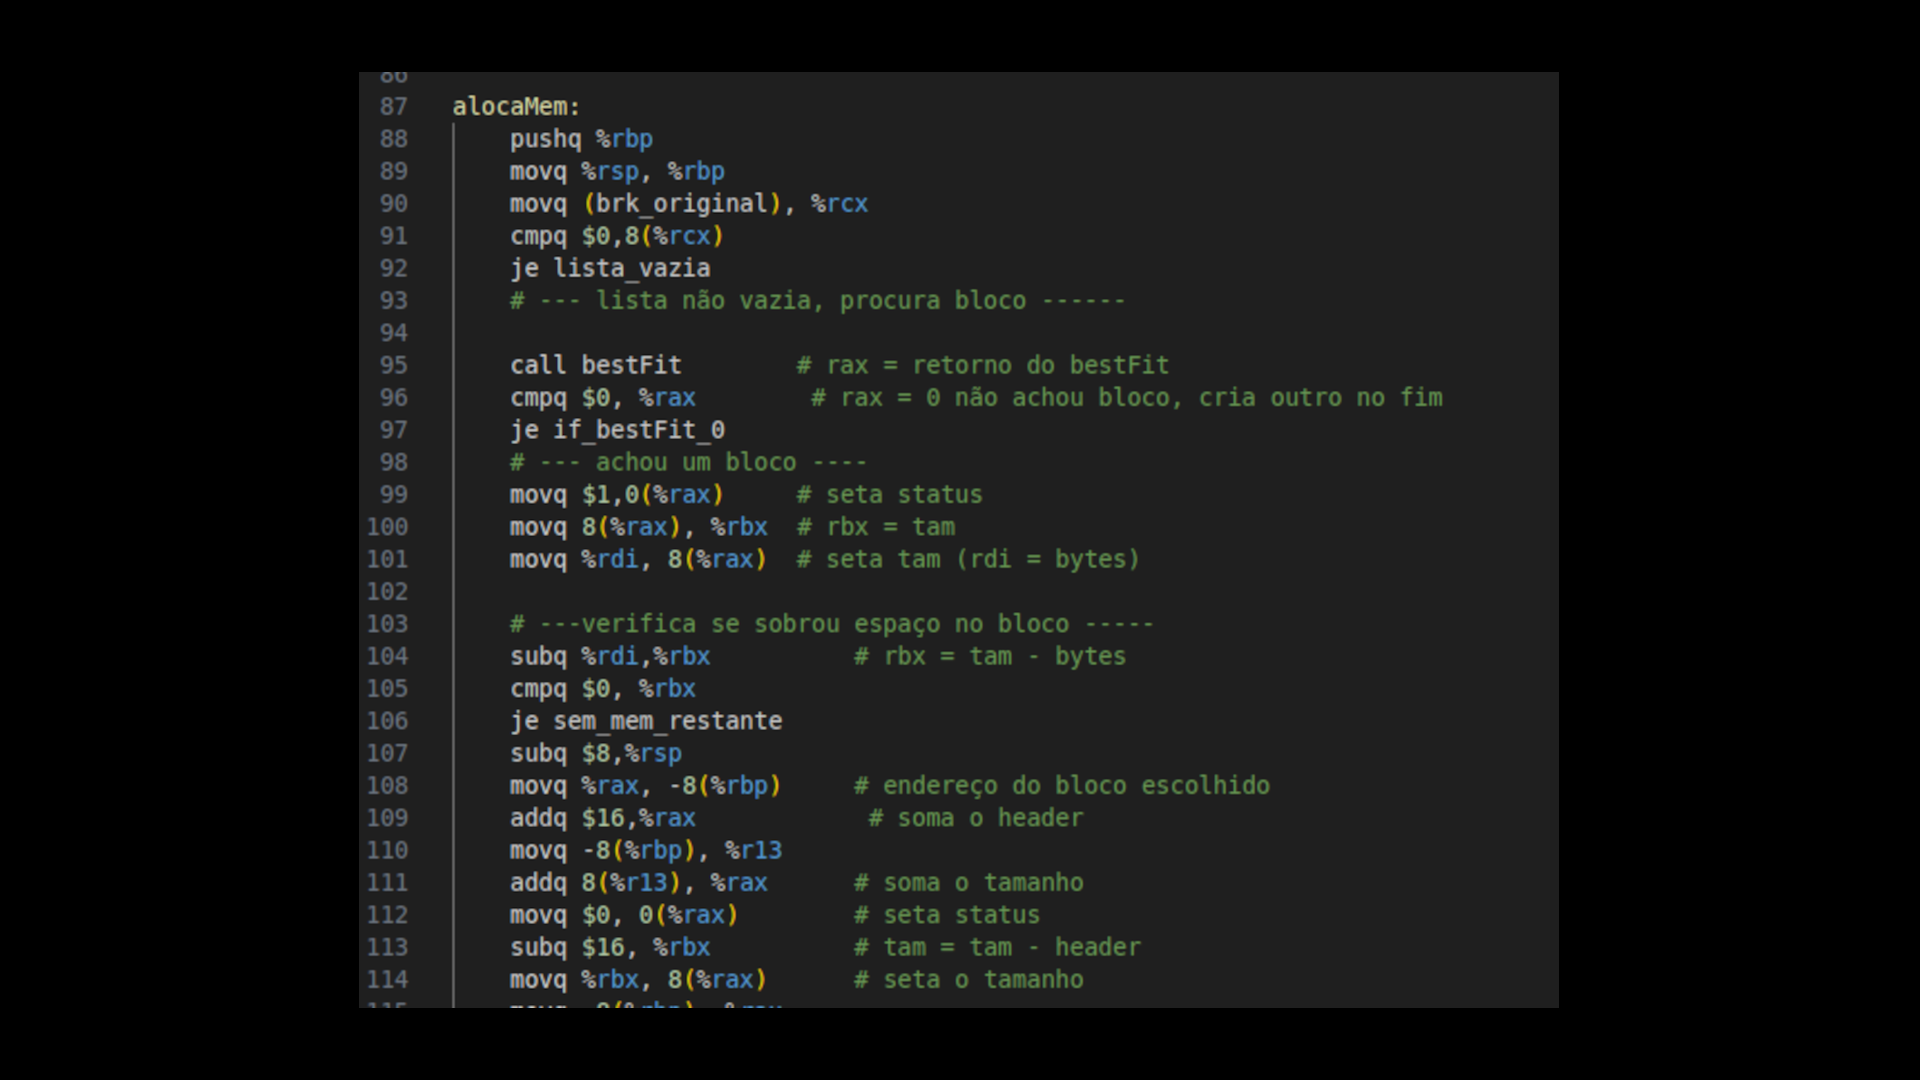 86
87 alocaMem:
88 pushq %rbp
89 movq %rsp, %rbp
90 movq (brk_original), %rcx
91 cmpq $0,8(%rcx)
92 je lista_vazia
93 # --- lista não vazia, procura bloco ------
94
95 call bestFit # rax = retorno do bestFit
96 cmpq $0, %rax # rax = 0 não achou bloco, cria outro no fim
97 je if_bestFit_0
98 # --- achou um bloco ----
99 movq $1,0(%rax) # seta status
100 movq 8(%rax), %rbx # rbx = tam
101 movq %rdi, 8(%rax) # seta tam (rdi = bytes)
102
103 # ---verifica se sobrou espaço no bloco -----
104 subq %rdi,%rbx # rbx = tam - bytes
105 cmpq $0, %rbx
106 je sem_mem_restante
107 subq $8,%rsp
108 movq %rax, -8(%rbp) # endereço do bloco escolhido
109 addq $16,%rax # soma o header
110 movq -8(%rbp), %r13
111 addq 8(%r13), %rax # soma o tamanho
112 movq $0, 0(%rax) # seta status
113 subq $16, %rbx # tam = tam - header
114 movq %rbx, 8(%rax) # seta o tamanho